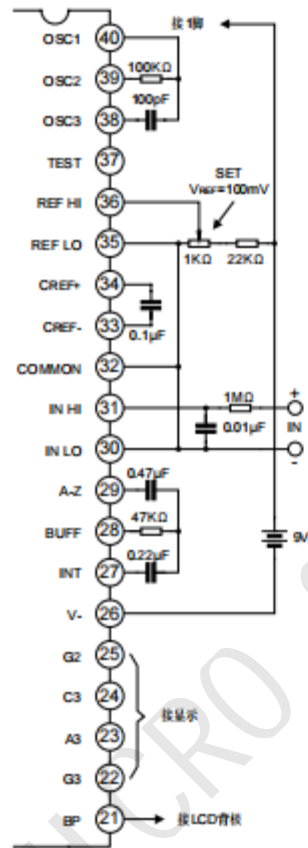 OSC1 40 接1脚
OSC2 39 100KΩ
100pF
OSC3 38
TEST 37
SET
VREF=100mV
REF HI 36
REF LO 35
1KΩ 22KΩ
CREF+ 34
CREF- 33
0.1μF
COMMON 32
IN HI 31 1MΩ +
0.01μF IN
IN LO 30 -
0.47μF
A-Z 29
BUFF 28 47KΩ
0.22μF
9V
INT 27
V- 26
G2 25
C3 24
接显示
A3 23
G3 22
BP 21 接LCD背极
CRO